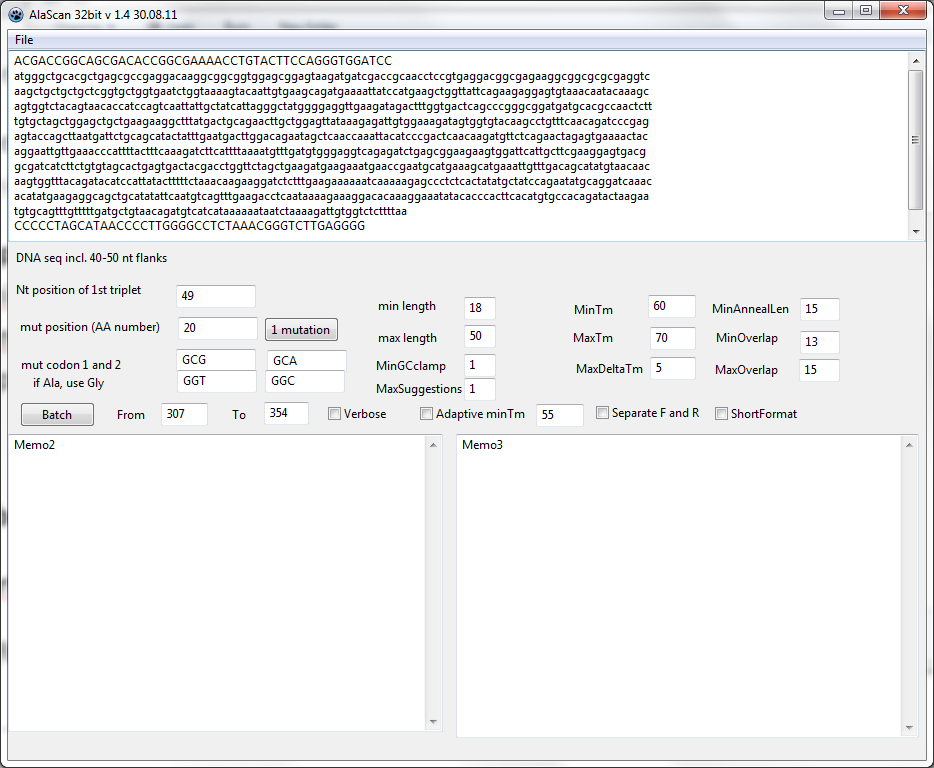 AlaScan 32bit v 1.4 30.08.11
File
ACGACCGGCAGCGACACCGGCGAAAACCTGTACTTCCAGGGTGGATCC
atgggctgcacgctgagcgccgaggacaaggcggcggtggagcggagtaagatgatcgaccgcaacctccgtgaggacggcgagaaggcggcgcgcgaggtc
aagctgctgctgctcggtgctggtgaatctggtaaaagtacaattgtgaagcagatgaaaattatccatgaagctggttattcagaagaggagtgtaaacaatacaaagc
agtggtctacagtaacaccatccagtcaattattgctatcattagggctatggggaggttgaagatagactttggtgactcagcccgggcggatgatgcacgccaactctt
tgtgctagctggagctgctgaagaaggctttatgactgcagaacttgctggagttataaagagattgtggaaagatagtggtgtacaagcctgtttcaacagatcccgag
agtaccagcttaatgattctgcagcatactatttgaatgacttggacagaatagctcaaccaaattacatcccgactcaacaagatgttctcagaactagagtgaaaactac
aggaattgttgaaacccattttactttcaaagatcttcattttaaaatgtttgatgtgggaggtcagagatctgagcggaagaagtggattcattgcttcgaaggagtgacg
gcgatcatcttctgtgtagcactgagtgactacgacctggttctagctgaagatgaagaaatgaaccgaatgcatgaaagcatgaaattgtttgacagcatatgtaacaac
aagtggtttacagatacatccattatactttttctaaacaagaaggatctctttgaagaaaaaatcaaaaagagccctctcactatatgctatccagaatatgcaggatcaaac
acatatgaagaggcagctgcatatattcaatgtcagtttgaagacctcaataaaagaaaggacacaaaggaaatatacacccacttcacatgtgccacagatactaagaa
tgtgcagtttgtttttgatgctgtaacagatgtcatcataaaaaataatctaaaagattgtggtctcttttaa
CCCCCTAGCATAACCCCTTGGGGCCTCTAAACGGGTCTTGAGGGG
DNA seq incl. 40-50 nt flanks
Nt position of 1st triplet 49
min length 18 MinTm 60 MinAnnealLen 15
mut position (AA number) 20 1 mutation
max length 50 MaxTm 70 MinOverlap 13
mut codon 1 and 2 GCG GCA
MinGCclamp 1 MaxDeltaTm 5 MaxOverlap 15
if Ala, use Gly GGT GGC
MaxSuggestions 1
Batch From 307 To 354 Verbose Adaptive minTm 55 Separate F and R ShortFormat
Memo2 Memo3